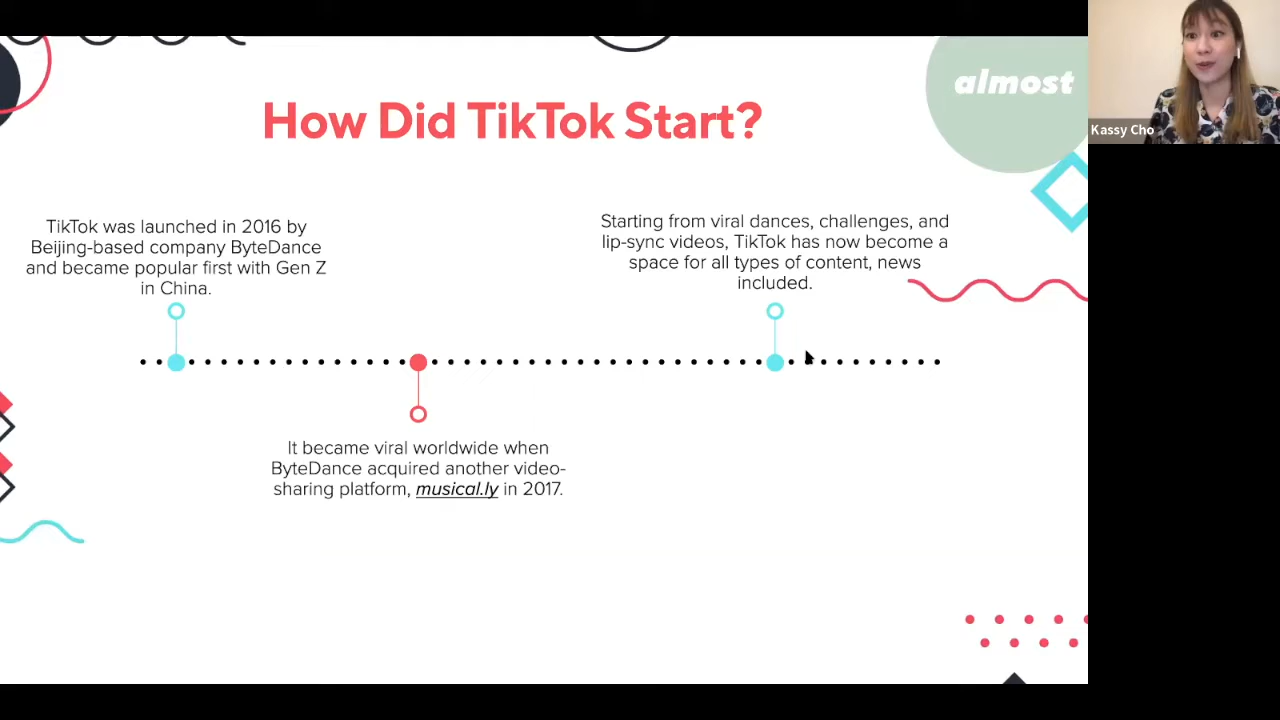 almost
Kassy Cho
How Did TikTok Start?
TikTok was launched in 2016 by
Beijing-based company ByteDance
and became popular first with Gen Z
in China.
Starting from viral dances, challenges, and
lip-sync videos, TikTok has now become a
space for all types of content, news
included.
It became viral worldwide when
ByteDance acquired another video-
sharing platform, musical.ly in 2017.